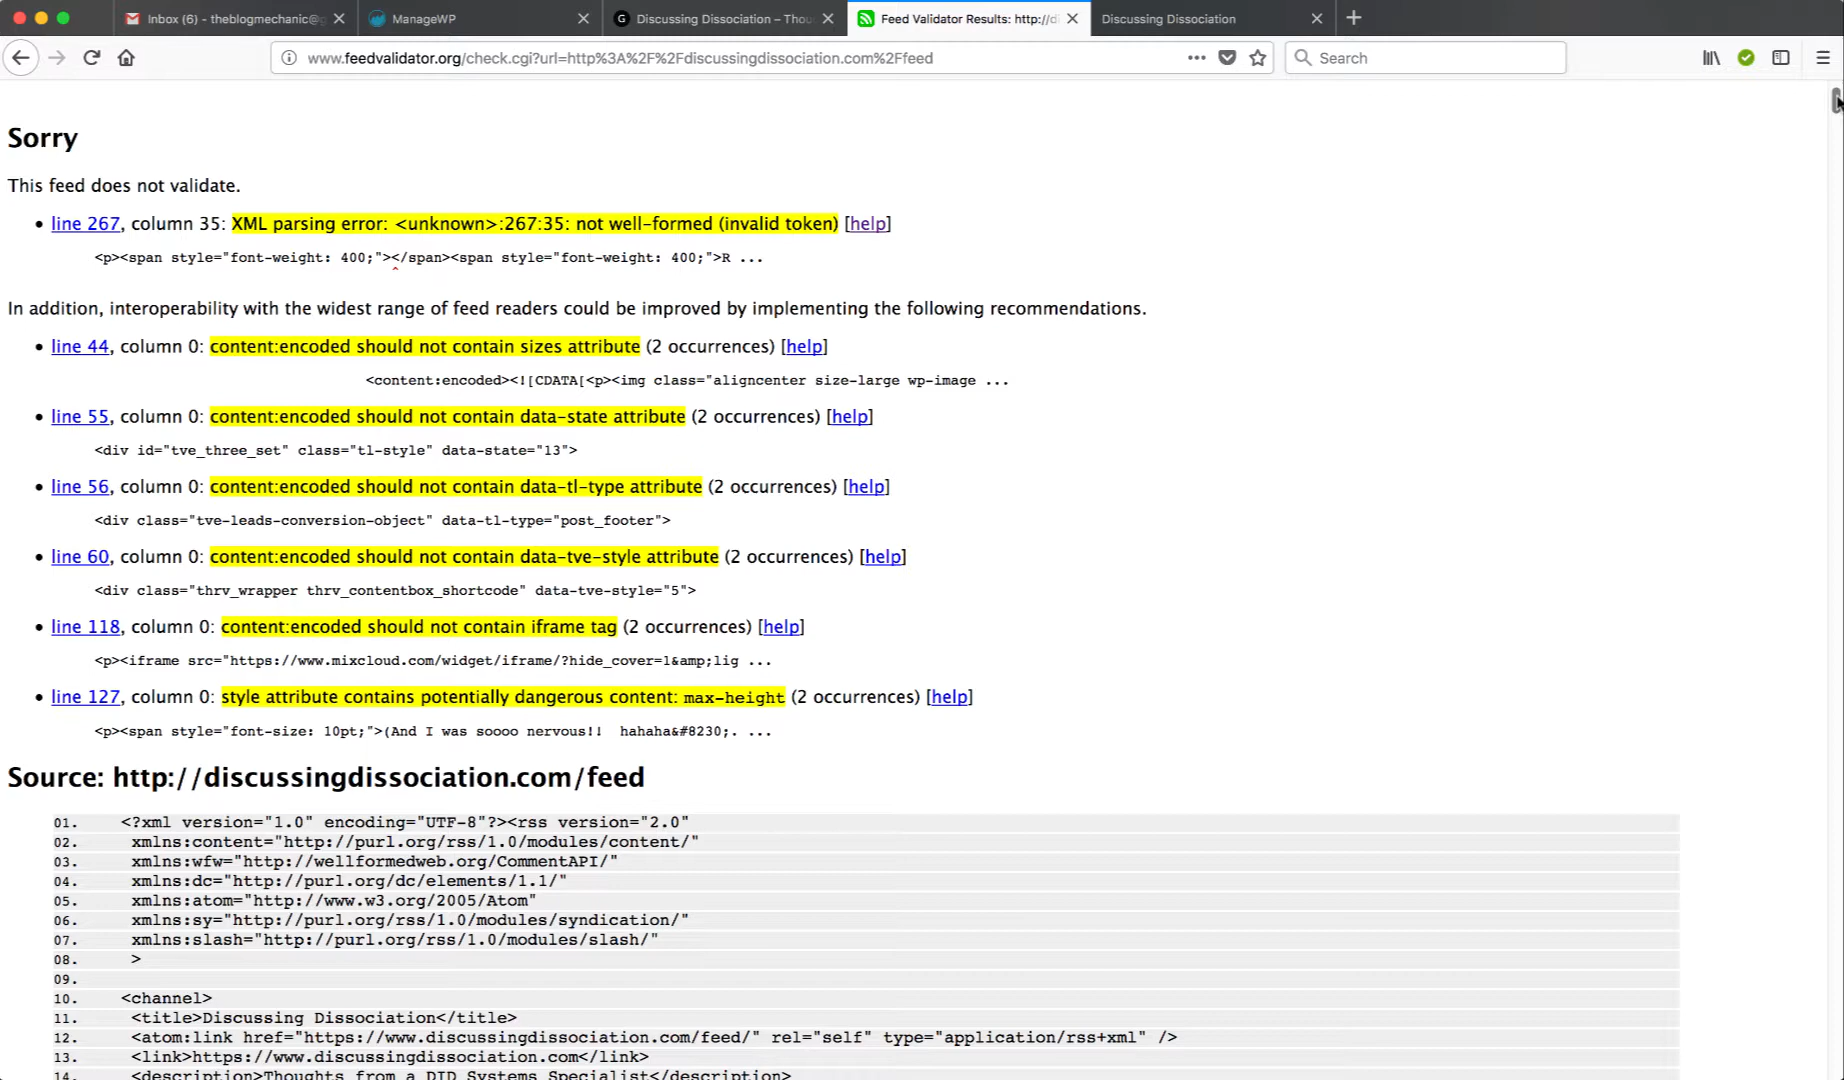 Inbox (6) - theblogmechanic@g
ManageWP
Discussing Dissociation – Thou
Feed Validator Results: http://di
Discussing Dissociation
www.feedvalidator.org/check.cgi?url=http%3A%2F%2Fdiscussingdissociation.com%2Ffeed
Search
Sorry
This feed does not validate.
• line 267, column 35: XML parsing error: <unknown>:267:35: not well-formed (invalid token) [help]
<p><span style="font-weight: 400;"></span><span style="font-weight: 400;">R ...
^
In addition, interoperability with the widest range of feed readers could be improved by implementing the following recommendations.
• line 44, column 0: content:encoded should not contain sizes attribute (2 occurrences) [help]
<content:encoded><![CDATA[<p><img class="aligncenter size-large wp-image ...
• line 55, column 0: content:encoded should not contain data-state attribute (2 occurrences) [help]
<div id="tve_three_set" class="tl-style" data-state="13">
• line 56, column 0: content:encoded should not contain data-tl-type attribute (2 occurrences) [help]
<div class="tve-leads-conversion-object" data-tl-type="post_footer">
• line 60, column 0: content:encoded should not contain data-tve-style attribute (2 occurrences) [help]
<div class="thrv_wrapper thrv_contentbox_shortcode" data-tve-style="5">
• line 118, column 0: content:encoded should not contain iframe tag (2 occurrences) [help]
<p><iframe src="https://www.mixcloud.com/widget/iframe/?hide_cover=1&amp;lig ...
• line 127, column 0: style attribute contains potentially dangerous content: max-height (2 occurrences) [help]
<p><span style="font-size: 10pt;">(And I was soooo nervous!!  hahaha&#8230;. ...
Source: http://discussingdissociation.com/feed
01. <?xml version="1.0" encoding="UTF-8"?><rss version="2.0"
02. xmlns:content="http://purl.org/rss/1.0/modules/content/"
03. xmlns:wfw="http://wellformedweb.org/CommentAPI/"
04. xmlns:dc="http://purl.org/dc/elements/1.1/"
05. xmlns:atom="http://www.w3.org/2005/Atom"
06. xmlns:sy="http://purl.org/rss/1.0/modules/syndication/"
07. xmlns:slash="http://purl.org/rss/1.0/modules/slash/"
08. >
09.
10. <channel>
11. <title>Discussing Dissociation</title>
12. <atom:link href="https://www.discussingdissociation.com/feed/" rel="self" type="application/rss+xml" />
13. <link>https://www.discussingdissociation.com</link>
14. <description>Thoughts from a DID Systems Specialist</description>